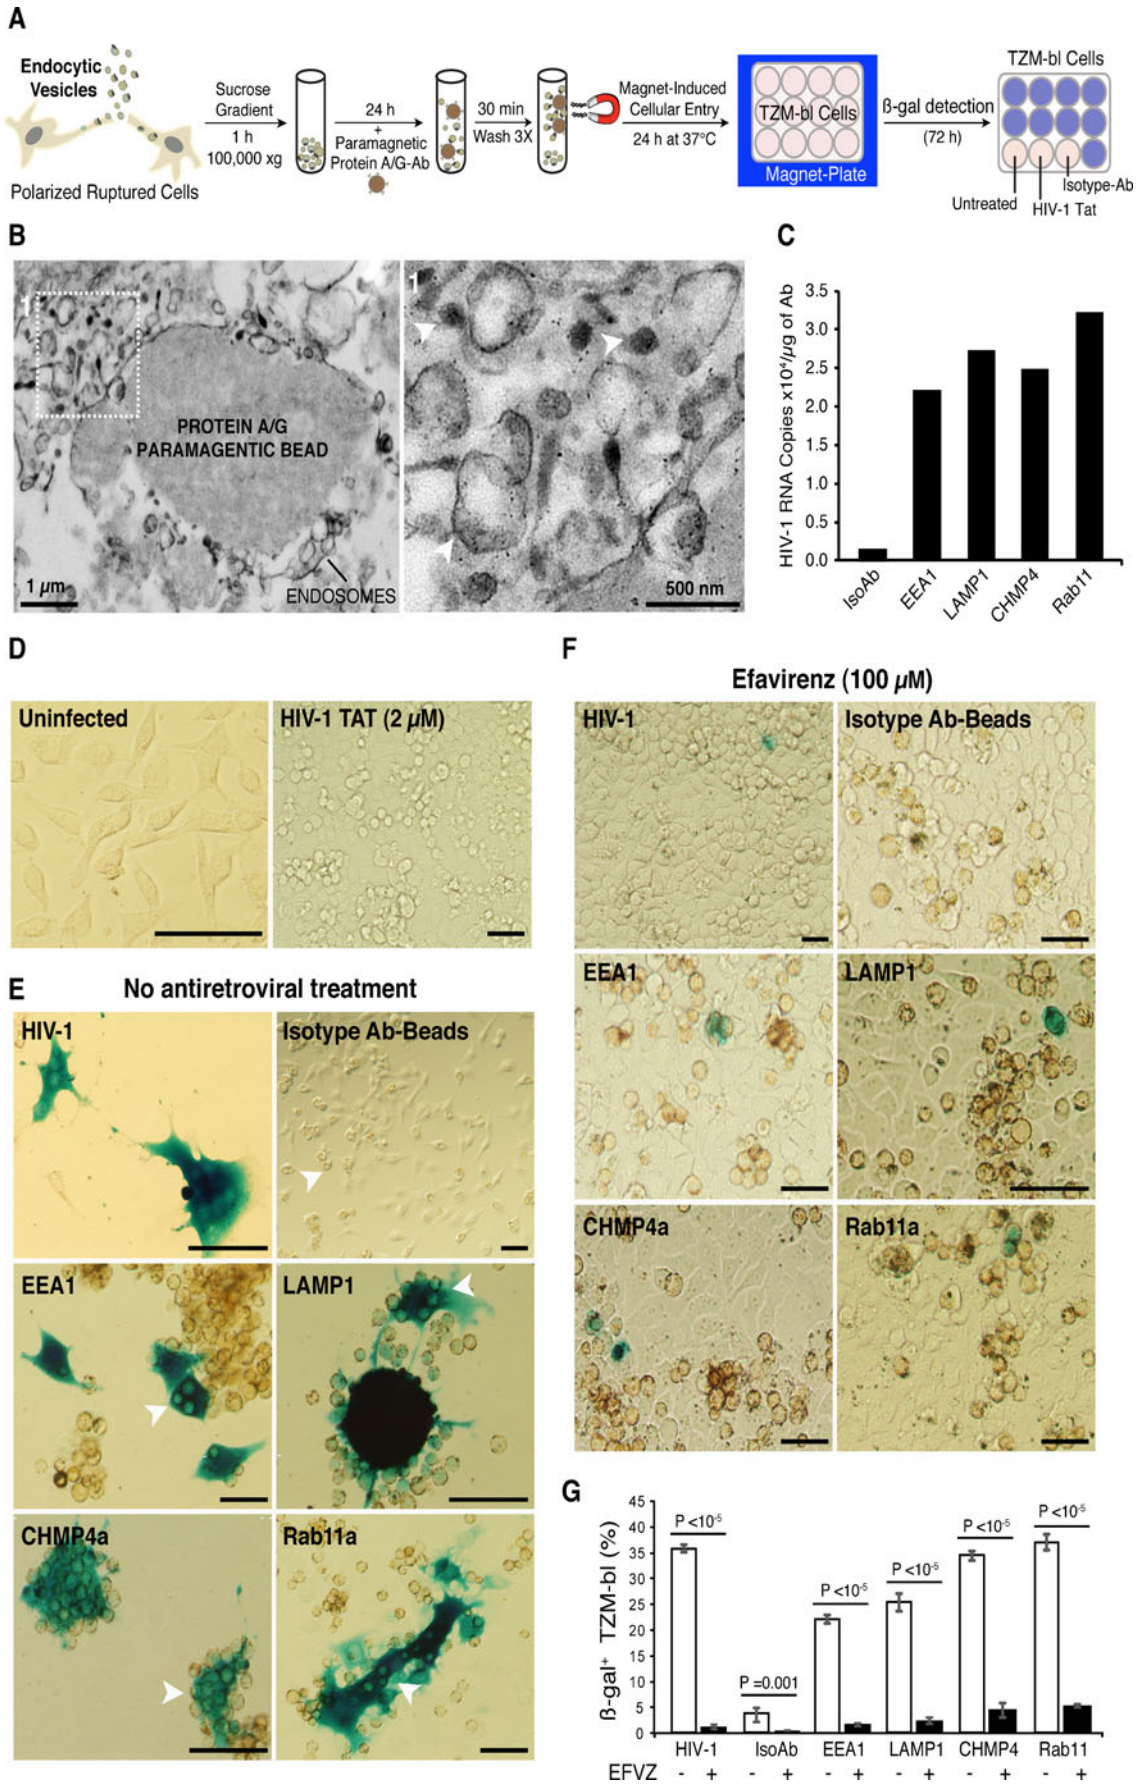 A
Endocytic
Vesicles
Polarized Ruptured Cells
Sucrose
Gradient
1 h
100,000 xg
24 h
+
Paramagnetic
Protein A/G-Ab
30 min
Wash 3X
Magnet-Induced
Cellular Entry
24 h at 37°C
TZM-bl Cells
Magnet-Plate
ß-gal detection
(72 h)
TZM-bl Cells
Untreated
HIV-1 Tat
Isotype-Ab
B
1
PROTEIN A/G
PARAMAGENTIC BEAD
1 µm
ENDOSOMES
1
500 nm
C
HIV-1 RNA Copies x10⁴/µg of Ab
3.5
3.0
2.5
2.0
1.0
0.5
0.0
IsoAb
EEA1
LAMP1
CHMP4
Rab11
D
Uninfected
HIV-1 TAT (2 µM)
E
No antiretroviral treatment
HIV-1
Isotype Ab-Beads
EEA1
LAMP1
CHMP4a
Rab11a
F
Efavirenz (100 µM)
HIV-1
Isotype Ab-Beads
EEA1
LAMP1
CHMP4a
Rab11a
G
ß-gal⁺ TZM-bl (%)
45
40
35
30
25
20
15
10
5
0
P <10⁻⁵
P =0.001
P <10⁻⁵
P <10⁻⁵
P <10⁻⁵
P <10⁻⁵
HIV-1 IsoAb EEA1 LAMP1 CHMP4 Rab11
EFVZ - + - + - + - + - + - +